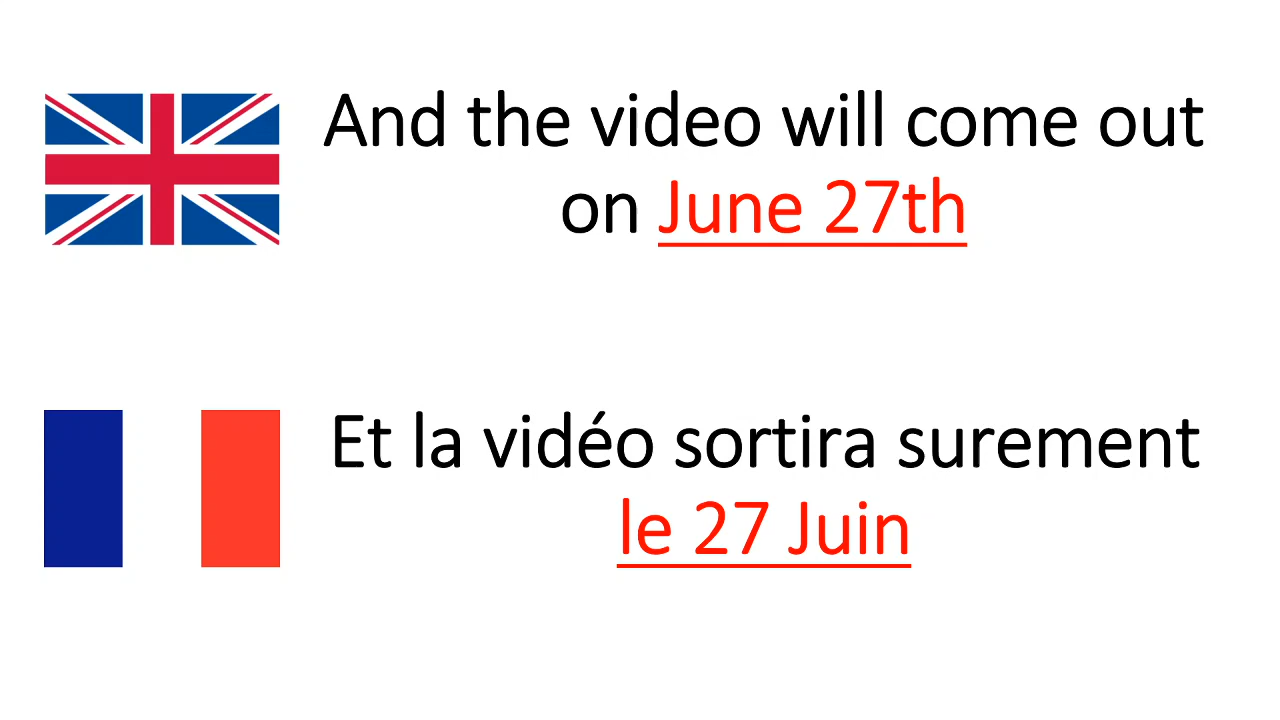 And the video will come out
on June 27th
Et la vidéo sortira surement
le 27 Juin